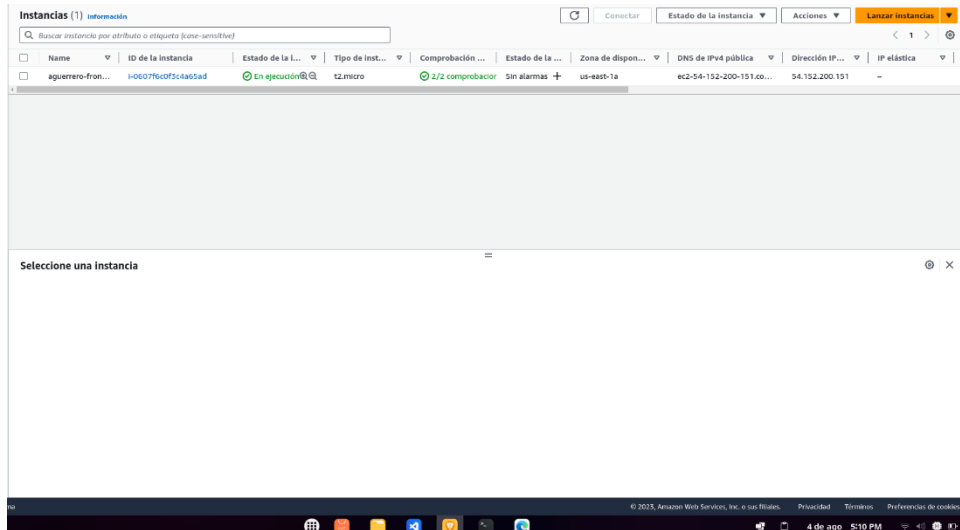 Instancias (1) Información
Conectar
Estado de la instancia
Acciones
Lanzar instancias
Buscar instancia por atributo o etiqueta (case-sensitive)
1
Name ID de la instancia Estado de la i... Tipo de inst... Comprobación ... Estado de la ... Zona de dispon... DNS de IPv4 pública Dirección IP... IP elástica
aguerrero-fron... i-0607f6c0f3c4a65ad En ejecución t2.micro 2/2 comprobacior Sin alarmas + us-east-1a ec2-54-152-200-151.co... 54.152.200.151 –
Seleccione una instancia
© 2023, Amazon Web Services, Inc. o sus filiales. Privacidad Términos Preferencias de cookies
4 de ago 5:10 PM